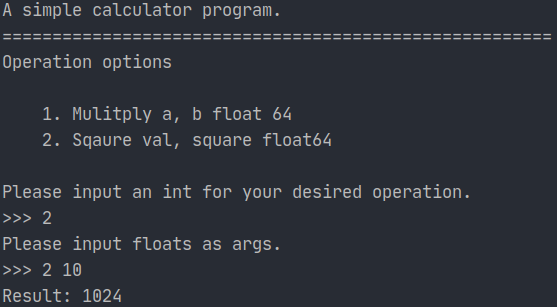 A simple calculator program.
=======================================================
Operation options
1. Mulitply a, b float 64
2. Sqaure val, square float64
Please input an int for your desired operation.
>>> 2
Please input floats as args.
>>> 2 10
Result: 1024